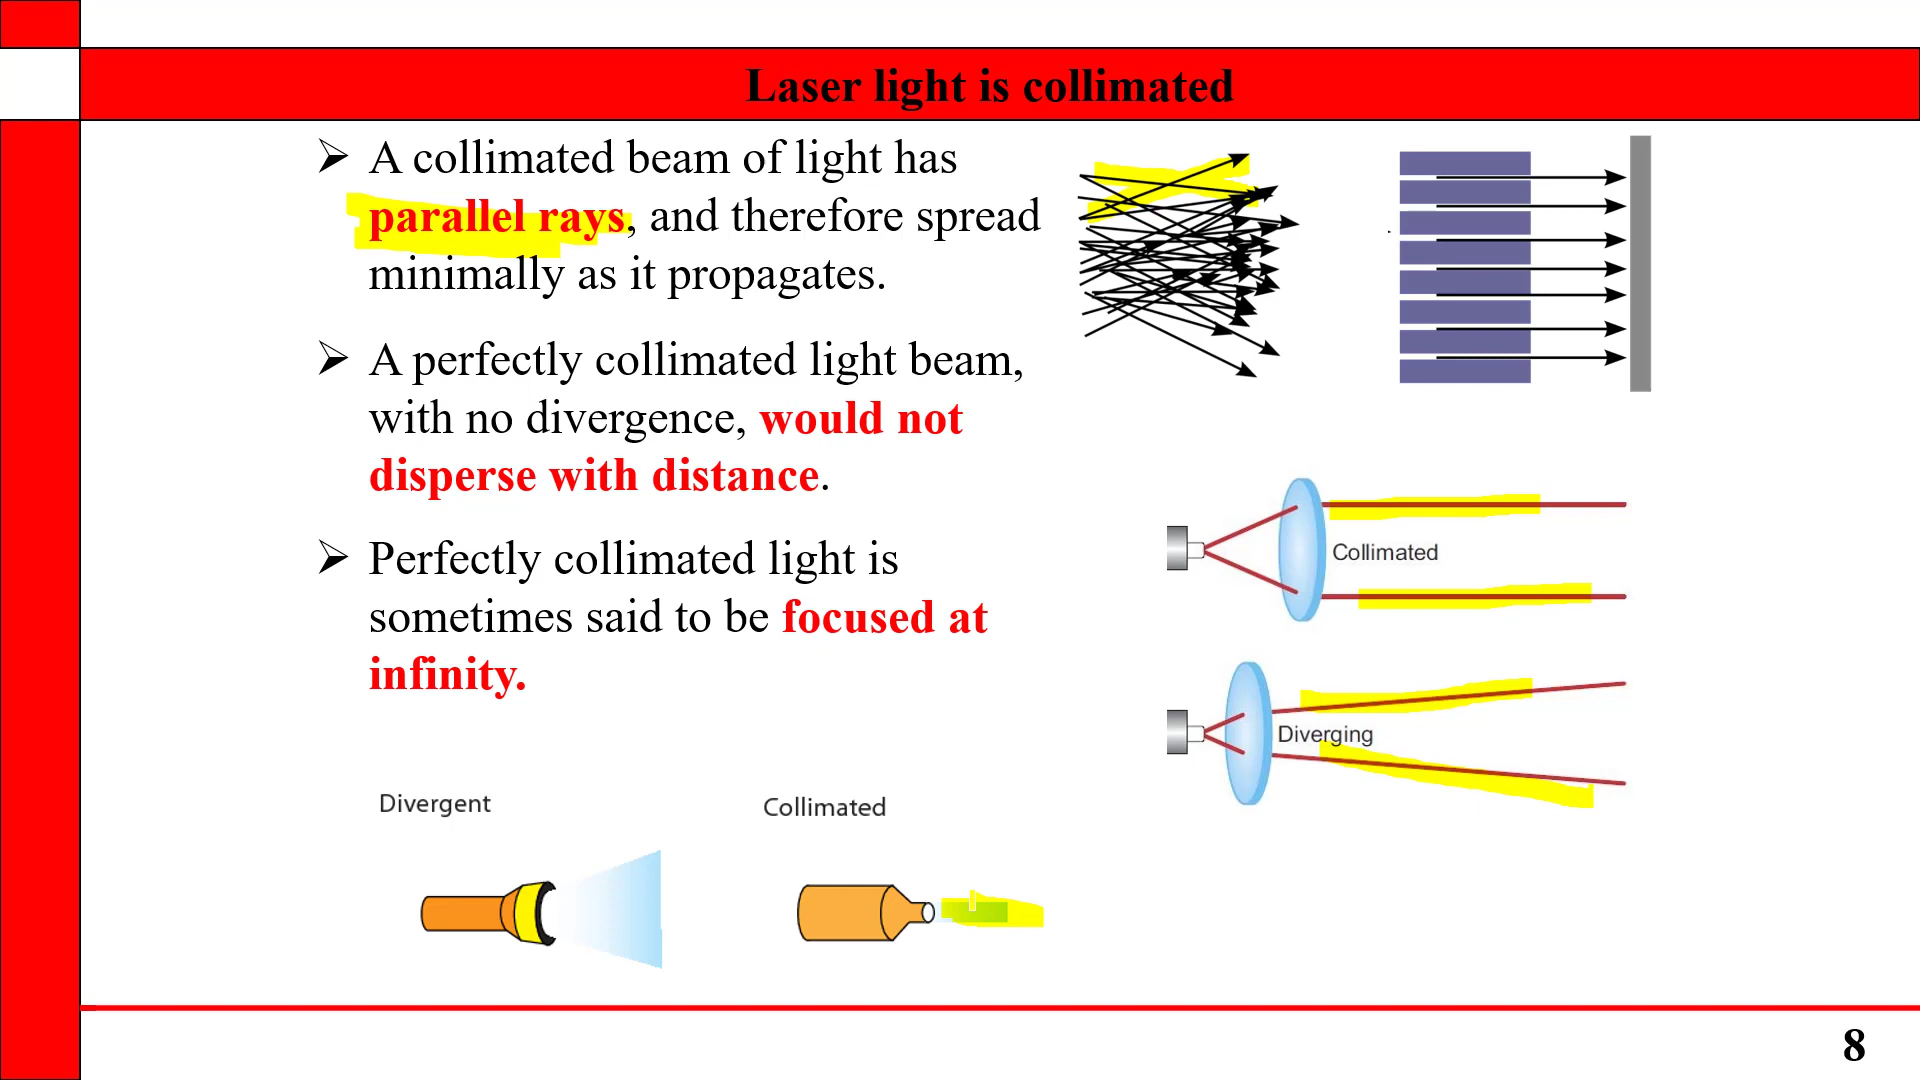 Laser light is collimated
➢ A collimated beam of light has
parallel rays, and therefore spread
minimally as it propagates.
➢ A perfectly collimated light beam,
with no divergence, would not
disperse with distance.
➢ Perfectly collimated light is
sometimes said to be focused at
infinity.
Collimated
Diverging
Divergent
Collimated
8